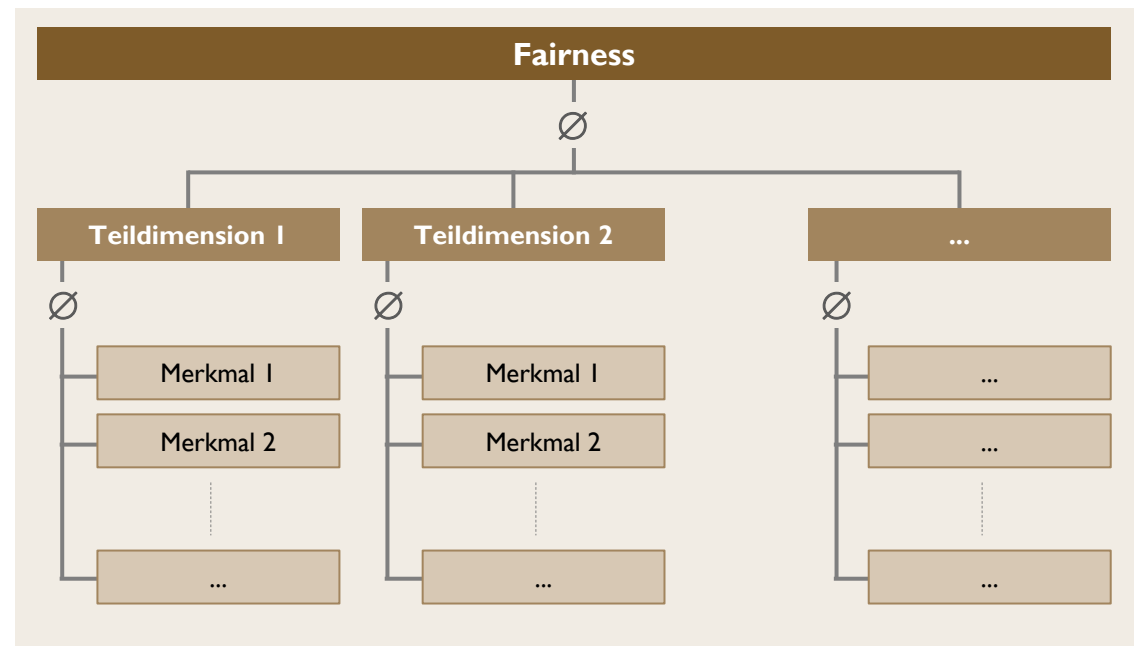 Fairness
∅
Teildimension 1
Teildimension 2
...
∅
∅
∅
Merkmal 1
Merkmal 1
...
Merkmal 2
Merkmal 2
...
...
...
...